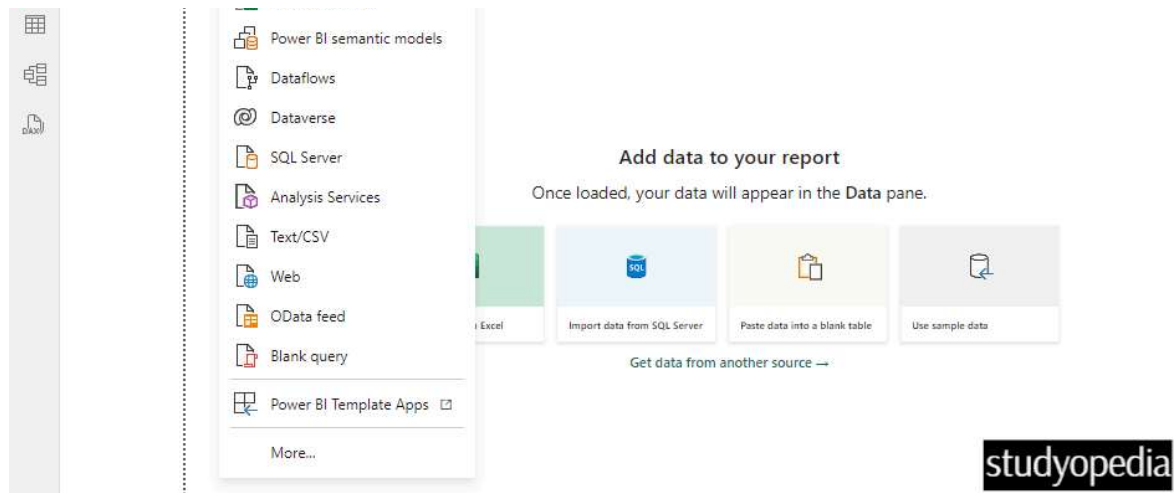 Power BI semantic models
Dataflows
Dataverse
SQL Server
Analysis Services
Text/CSV
Web
OData feed
Blank query
Power BI Template Apps
More...
DAX
Add data to your report
Once loaded, your data will appear in the Data pane.
Excel
SQL
Import data from SQL Server
Paste data into a blank table
Use sample data
Get data from another source →
studyopedia